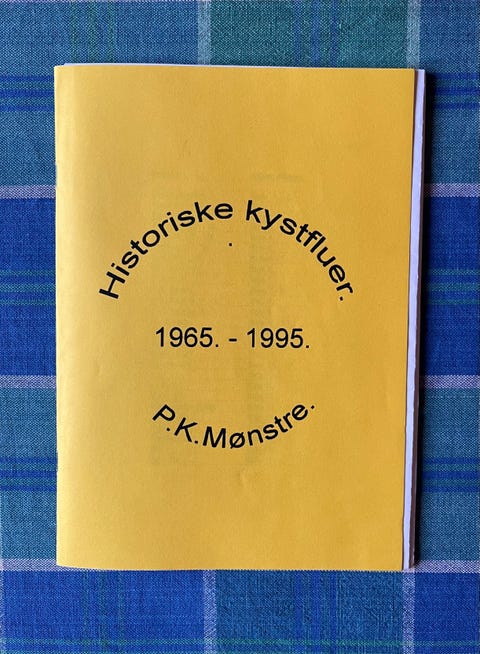 Historiske kystfluer.
1965. - 1995.
P.K.Mønstre.